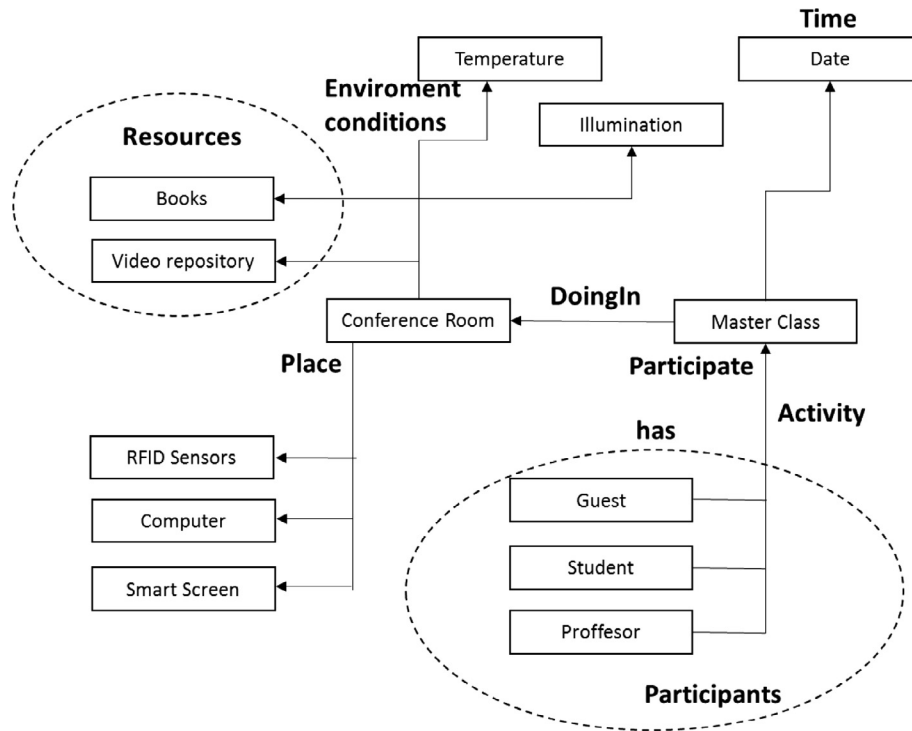 Time
Temperature
Date
Enviroment
conditions
Illumination
Resources
Books
Video repository
DoingIn
Conference Room
Master Class
Place
Participate
Activity
has
RFID Sensors
Guest
Computer
Student
Smart Screen
Proffesor
Participants